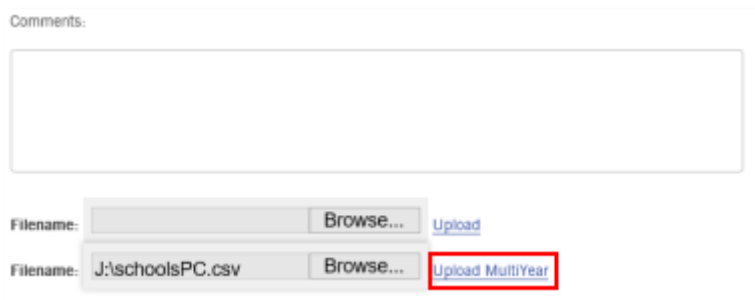 Comments:
Filename: Browse... Upload
Filename: J:\schoolsPC.csv Browse... Upload MultiYear